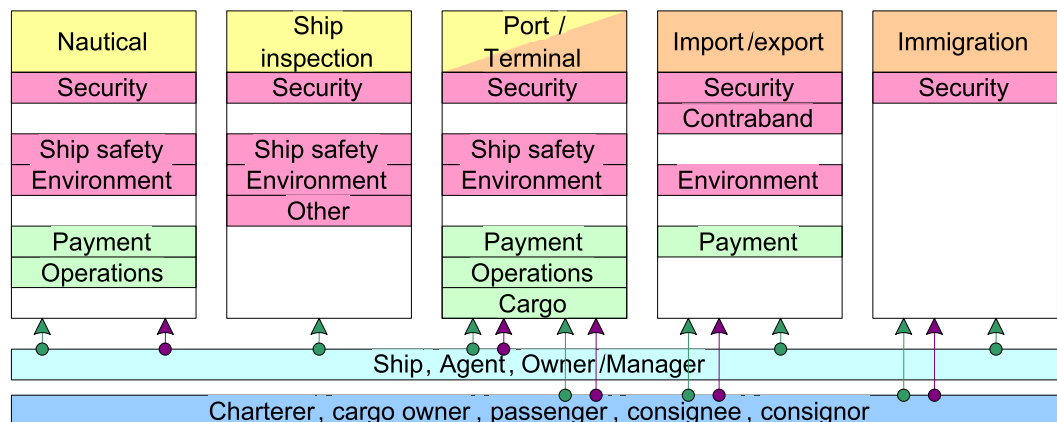 Nautical
Security
Ship safety
Environment
Payment
Operations
Ship
inspection
Security
Ship safety
Environment
Other
Port /
Terminal
Security
Ship safety
Environment
Payment
Operations
Cargo
Import/export
Security
Contraband
Environment
Payment
Immigration
Security
Ship, Agent, Owner/Manager
Charterer, cargo owner, passenger, consignee, consignor